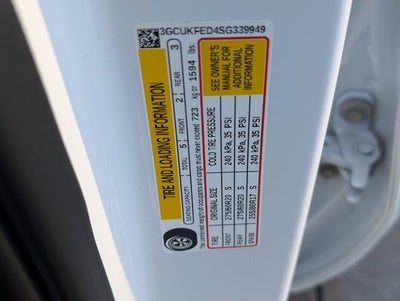 3GCUKFED4SG339949
TIRE AND LOADING INFORMATION
SEATING CAPACITY | TOTAL 5 | FRONT 2 | REAR 3
The combined weight of occupants and cargo must never exceed 723 kg or 1594 lbs.
TIRE ORIGINAL SIZE COLD TIRE PRESSURE
FRONT 275/60R20 S 240 kPa, 35 PSI
REAR 275/60R20 S 240 kPa, 35 PSI
SPARE 255/80R17 S 240 kPa, 35 PSI
SEE OWNER'S
MANUAL FOR
ADDITIONAL
INFORMATION